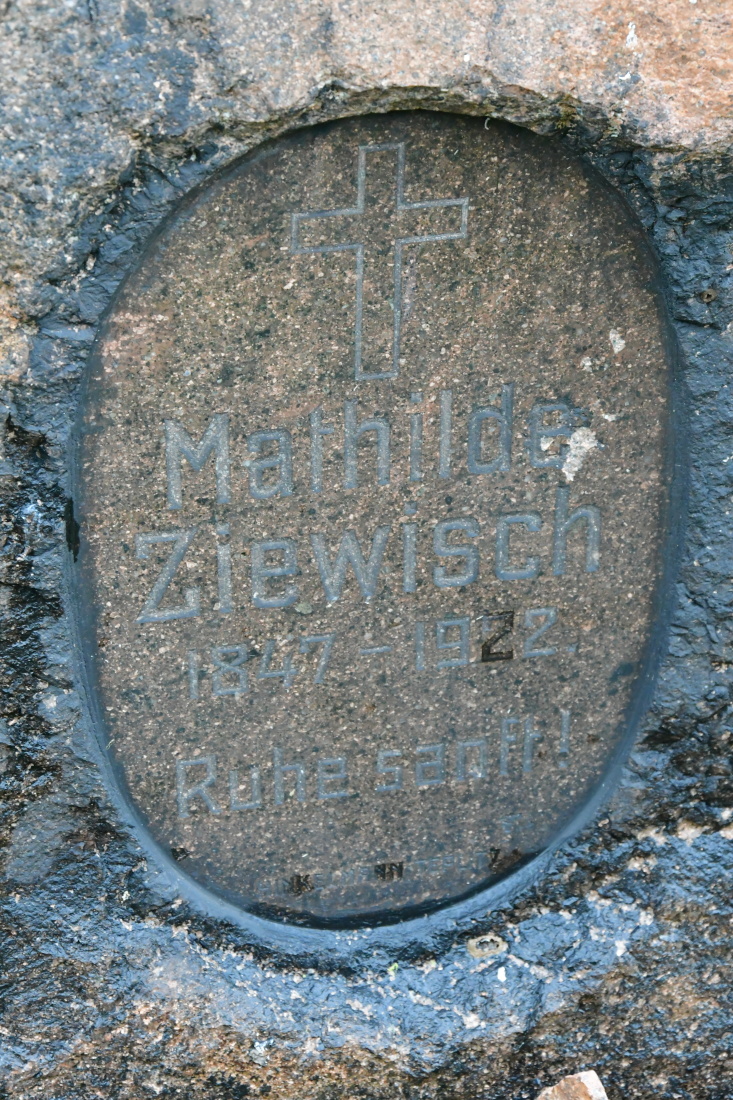 Mathilde
Ziewisch
1847 - 1922.
Ruhe sanft!